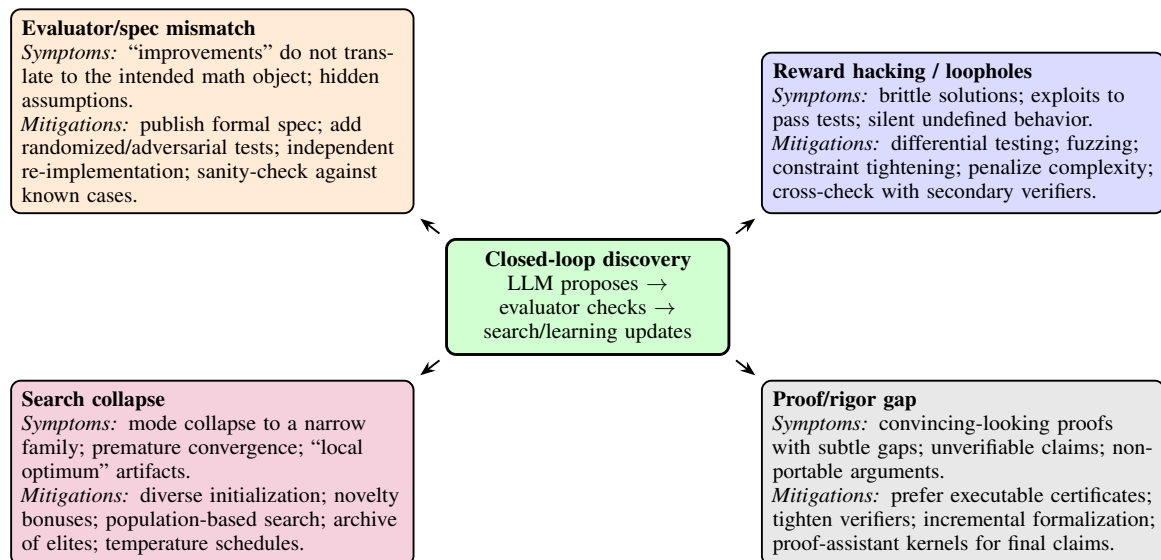 Evaluator/spec mismatch
Symptoms: “improvements” do not trans-
late to the intended math object; hidden
assumptions.
Mitigations: publish formal spec; add
randomized/adversarial tests; independent
re-implementation; sanity-check against
known cases.
Reward hacking / loopholes
Symptoms: brittle solutions; exploits to
pass tests; silent undefined behavior.
Mitigations: differential testing; fuzzing;
constraint tightening; penalize complexity;
cross-check with secondary verifiers.
Closed-loop discovery
LLM proposes →
evaluator checks →
search/learning updates
Search collapse
Symptoms: mode collapse to a narrow
family; premature convergence; “local
optimum” artifacts.
Mitigations: diverse initialization; novelty
bonuses; population-based search; archive
of elites; temperature schedules.
Proof/rigor gap
Symptoms: convincing-looking proofs
with subtle gaps; unverifiable claims; non-
portable arguments.
Mitigations: prefer executable certificates;
tighten verifiers; incremental formalization;
proof-assistant kernels for final claims.